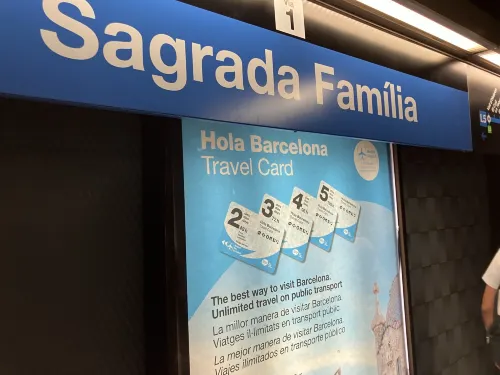 Via
1
Sagrada Família
L5
Hola Barcelona
Travel Card
2 3 4 5
The best way to visit Barcelona.
Unlimited travel on public transport
La millor manera de visitar Barcelona.
Viatges il·limitats en transport públic
La mejor manera de visitar Barcelona.
Viajes ilimitados en transporte público